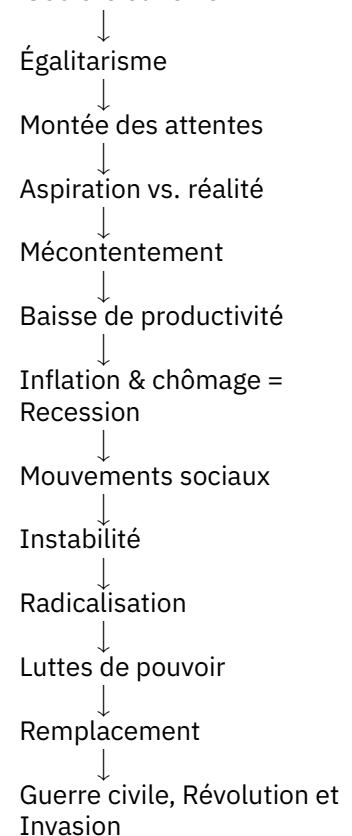 Égalitarisme
Montée des attentes
Aspiration vs. réalité
Mécontentement
Baisse de productivité
Inflation & chômage =
Recession
Mouvements sociaux
Instabilité
Radicalisation
Luttes de pouvoir
Remplacement
Guerre civile, Révolution et
Invasion